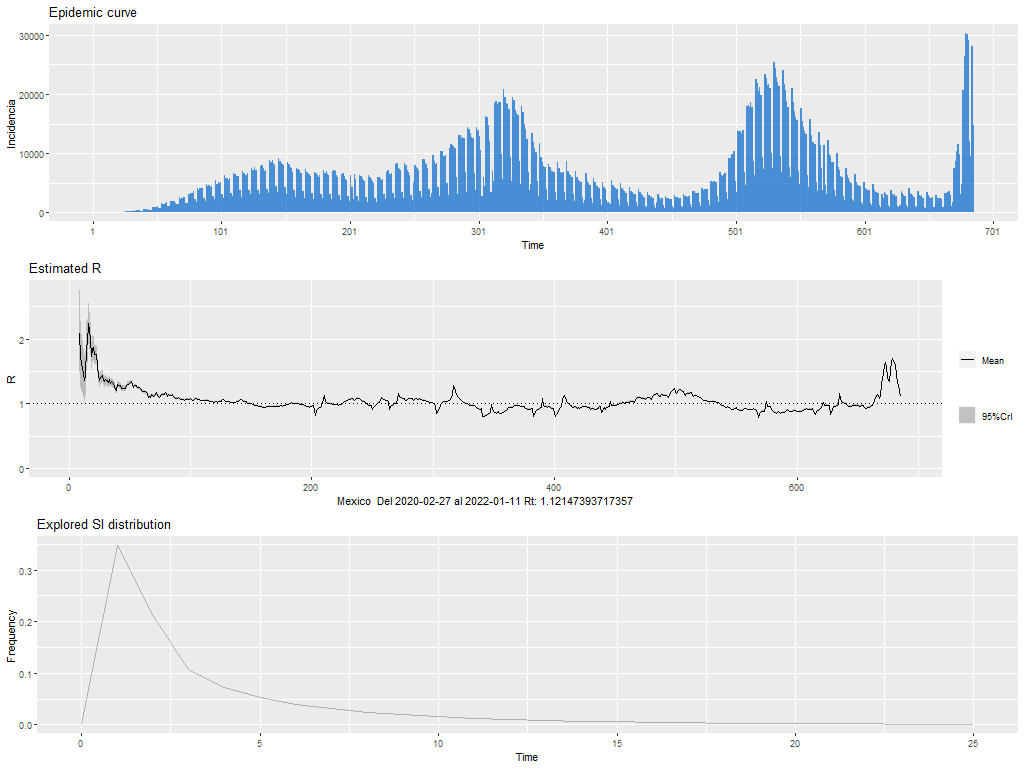 Epidemic curve
30000
20000
10000
0
Incidencia
1 101 201 301 401 501 601 701
Time
Estimated R
2
1
0
R
Mean
95%CrI
0 200 400 600
Mexico Del 2020-02-27 al 2022-01-11 Rt: 1.12147393717357
Explored SI distribution
0.3
0.2
0.1
0.0
Frequency
0 5 10 15 20 25
Time